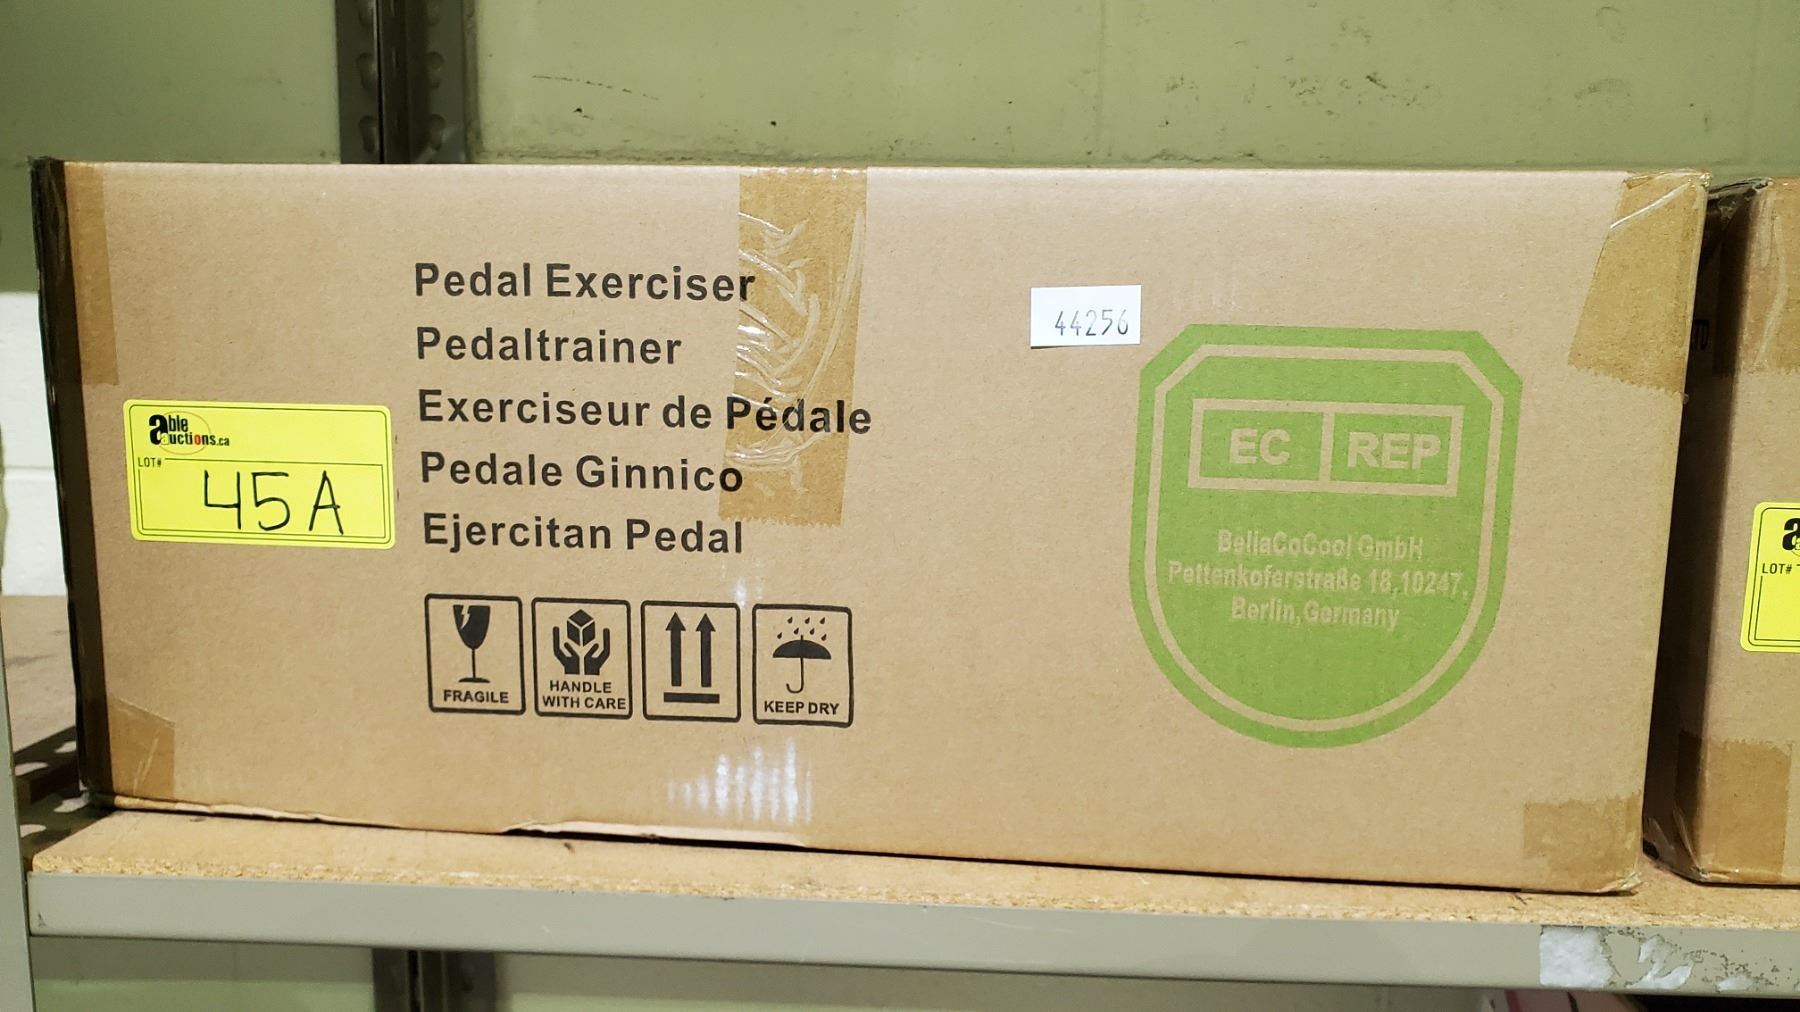 Pedal Exerciser
Pedaltrainer
Exerciseur de Pédale
Pedale Ginnico
Ejercitan Pedal
able
auctions.ca
LOT#
45A
FRAGILE
HANDLE
WITH CARE
KEEP DRY
44256
EC REP
BellaCoCool GmbH
Pettenkoferstraße 18,10247,
Berlin,Germany
LOT#